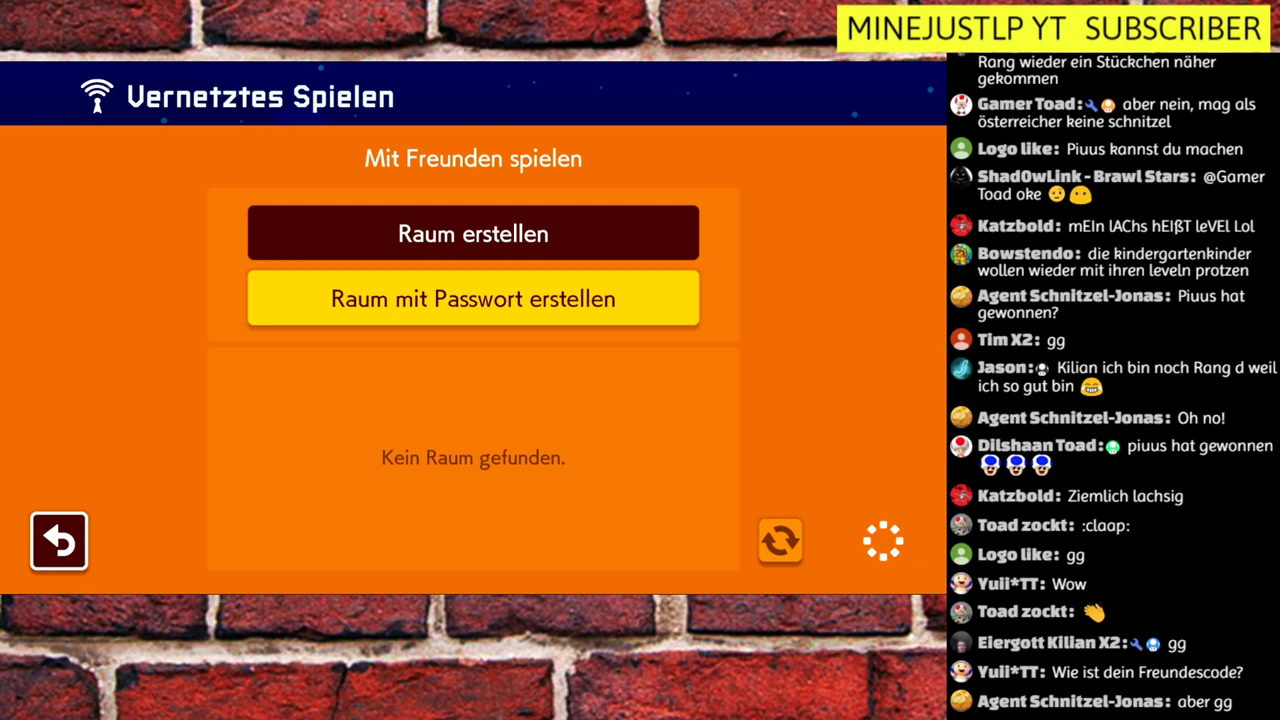 MINEJUSTLP YT SUBSCRIBER
Vernetztes Spielen
Mit Freunden spielen
Raum erstellen
Raum mit Passwort erstellen
Kein Raum gefunden.
Rang wieder ein Stückchen näher
gekommen
Gamer Toad: aber nein, mag als
österreicher keine schnitzel
Logo like: Piuus kannst du machen
Shad0wLink - Brawl Stars: @Gamer
Toad oke
Katzbold: mEIn lAChs hEIßT leVEl Lol
Bowstendo: die kindergartenkinder
wollen wieder mit ihren leveln protzen
Agent Schnitzel-Jonas: Piuus hat
gewonnen?
Tim X2: gg
Jason: Kilian ich bin noch Rang d weil
ich so gut bin
Agent Schnitzel-Jonas: Oh no!
Dilshaan Toad: piuus hat gewonnen
Katzbold: Ziemlich lachsig
Toad zockt: :claap:
Logo like: gg
Yuii*TT: Wow
Toad zockt:
Eiergott Kilian X2: gg
Yuii*TT: Wie ist dein Freundescode?
Agent Schnitzel-Jonas: aber gg